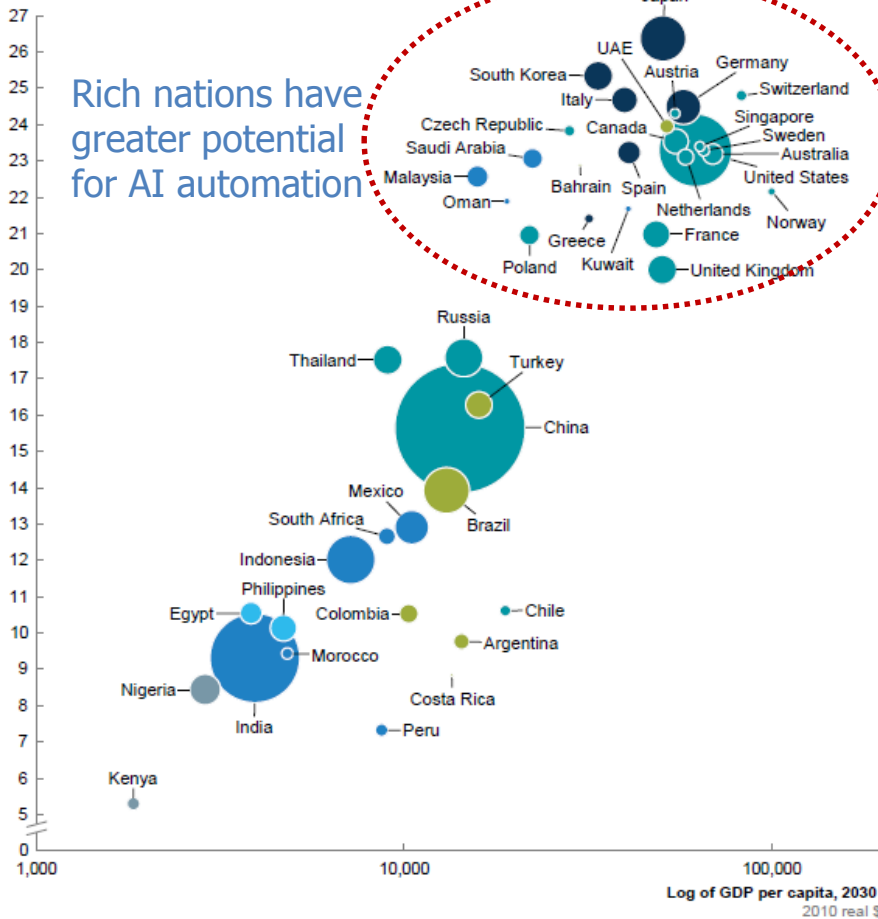 Japan
27
26
25
24
23
22
21
20
19
18
17
16
15
14
13
12
11
10
9
8
7
6
5
0
Rich nations have
greater potential
for AI automation
UAE
South Korea
Austria
Germany
Italy
Switzerland
Czech Republic
Canada
Singapore
Sweden
Saudi Arabia
Australia
Malaysia
United States
Bahrain
Spain
Oman
Netherlands
Norway
Greece
Kuwait
France
Poland
United Kingdom
Russia
Thailand
Turkey
China
Mexico
Brazil
South Africa
Indonesia
Philippines
Egypt
Colombia
Chile
Argentina
Morocco
Nigeria
Costa Rica
India
Peru
Kenya
1,000
10,000
100,000
Log of GDP per capita, 2030
2010 real $